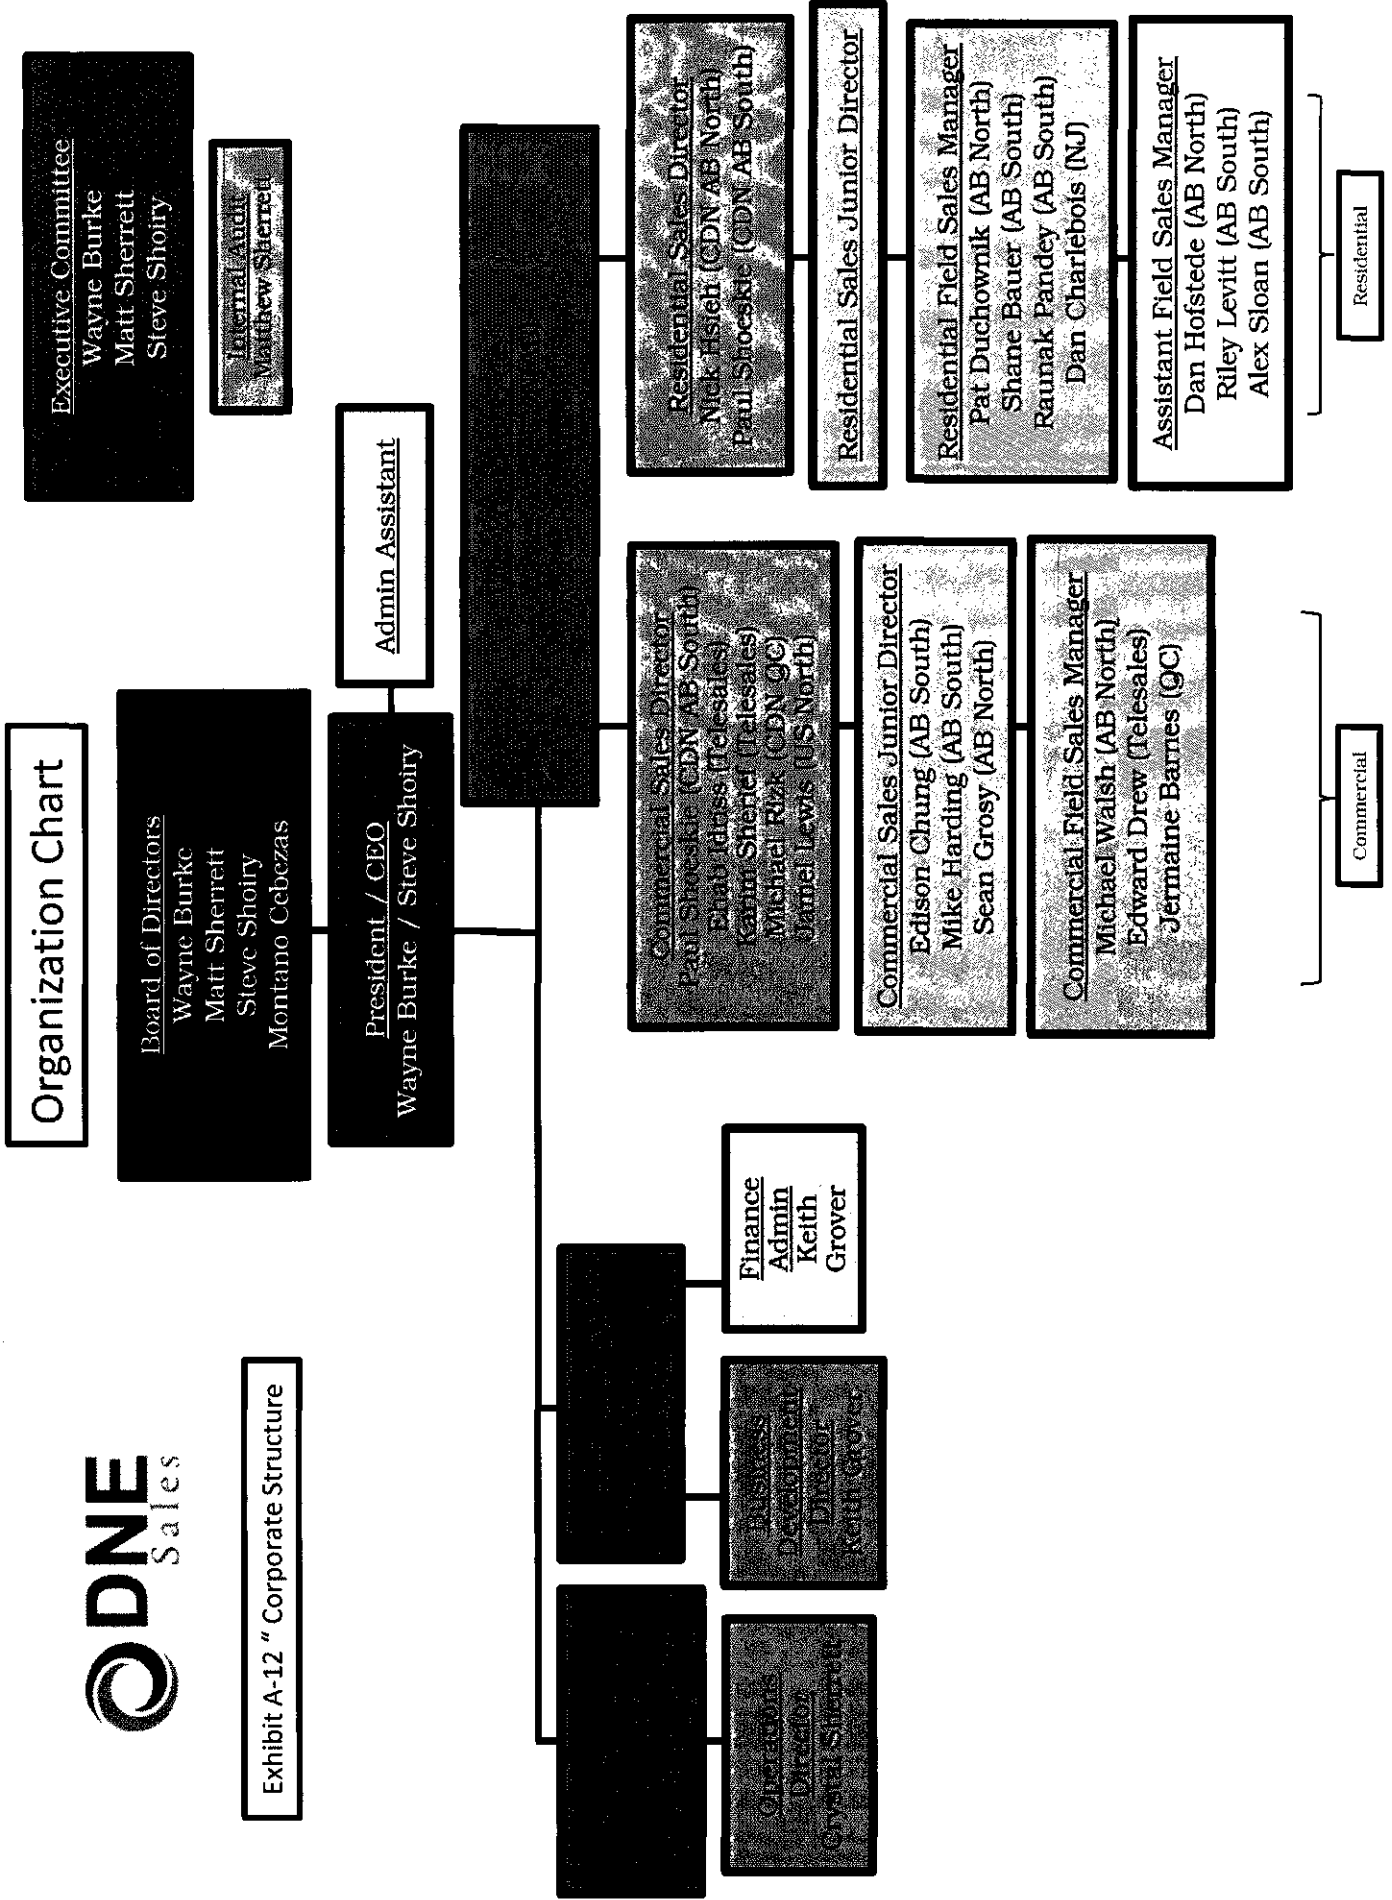 DNE
Sales
Exhibit A-12 “ Corporate Structure
Organization Chart
Board of Directors
Wayne Burke
Matt Sherrett
Steve Shoiry
Montano Cebezas
Executive Committee
Wayne Burke
Matt Sherrett
Steve Shoiry
Internal Audit
Matthew Sherrett
President / CEO
Wayne Burke / Steve Shoiry
Admin Assistant
Operations
Director
Crystal
Business
Development
Director
Keith Grover
Finance
Admin
Keith
Grover
Commercial Sales Director
Paul Shoeskie (CDN AB South)
Ehab Idriss (Telesales)
Karim Sherief (Telesales)
Michael Rizk (CDN QC)
Jamel Lewis (US North)
Commercial Sales Junior Director
Edison Chung (AB South)
Mike Harding (AB South)
Sean Grosy (AB North)
Commercial Field Sales Manager
Michael Walsh (AB North)
Edward Drew (Telesales)
Jermaine Barnes (QC)
Commercial
Residential Sales Director
Nick Hsieh (CDN AB North)
Paul Shoeskie (CDN AB South)
Residential Sales Junior Director
Residential Field Sales Manager
Pat Duchownik (AB North)
Shane Bauer (AB South)
Raunak Pandey (AB South)
Dan Charlebois (NJ)
Assistant Field Sales Manager
Dan Hofstede (AB North)
Riley Levitt (AB South)
Alex Sloan (AB South)
Residential